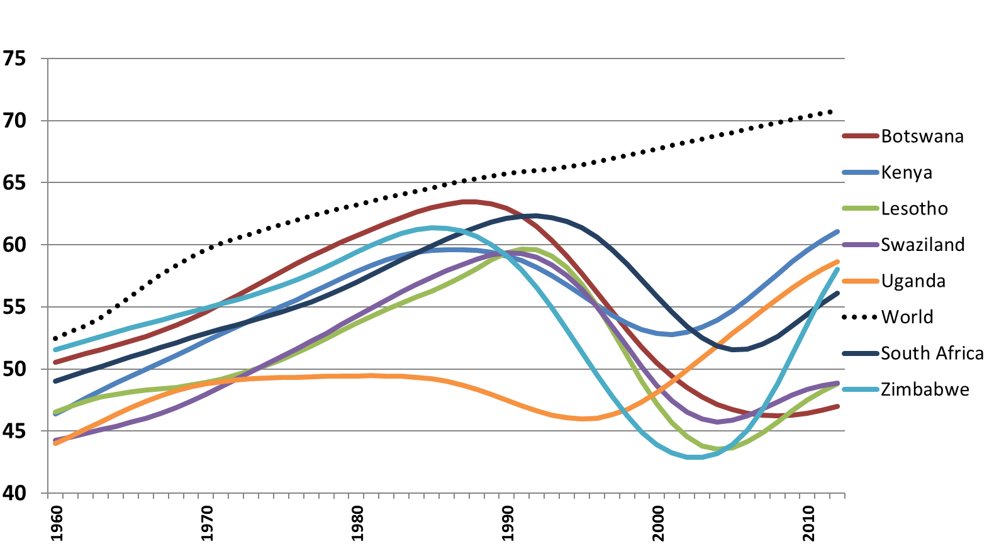 75
70
65
60
55
50
45
40
1960
1970
1980
1990
2000
2010
Botswana
Kenya
Lesotho
Swaziland
Uganda
World
South Africa
Zimbabwe